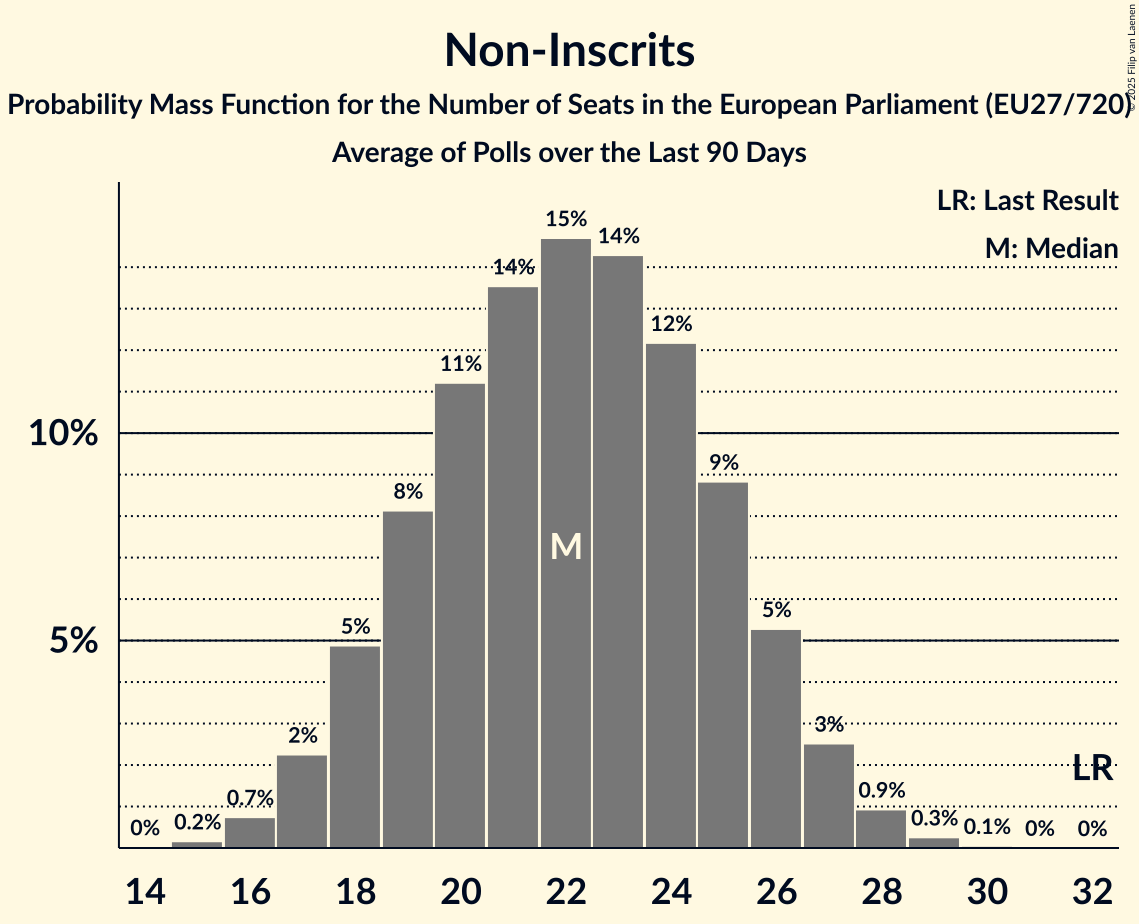 Non-Inscrits
Probability Mass Function for the Number of Seats in the European Parliament (EU27/720)
Average of Polls over the Last 90 Days
© 2025 Filip van Laenen
LR: Last Result
M: Median
10%
5%
0%
0.2%
0.7%
2%
5%
8%
11%
14%
15%
14%
12%
9%
5%
3%
0.9%
0.3%
0.1%
0%
0%
M
LR
14 16 18 20 22 24 26 28 30 32